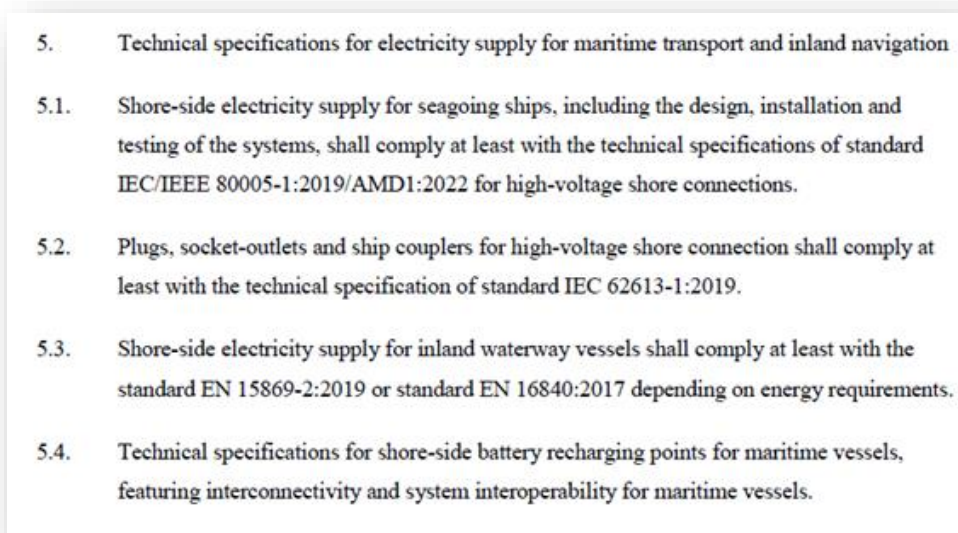 5. Technical specifications for electricity supply for maritime transport and inland navigation
5.1. Shore-side electricity supply for seagoing ships, including the design, installation and
testing of the systems, shall comply at least with the technical specifications of standard
IEC/IEEE 80005-1:2019/AMD1:2022 for high-voltage shore connections.
5.2. Plugs, socket-outlets and ship couplers for high-voltage shore connection shall comply at
least with the technical specification of standard IEC 62613-1:2019.
5.3. Shore-side electricity supply for inland waterway vessels shall comply at least with the
standard EN 15869-2:2019 or standard EN 16840:2017 depending on energy requirements.
5.4. Technical specifications for shore-side battery recharging points for maritime vessels,
featuring interconnectivity and system interoperability for maritime vessels.